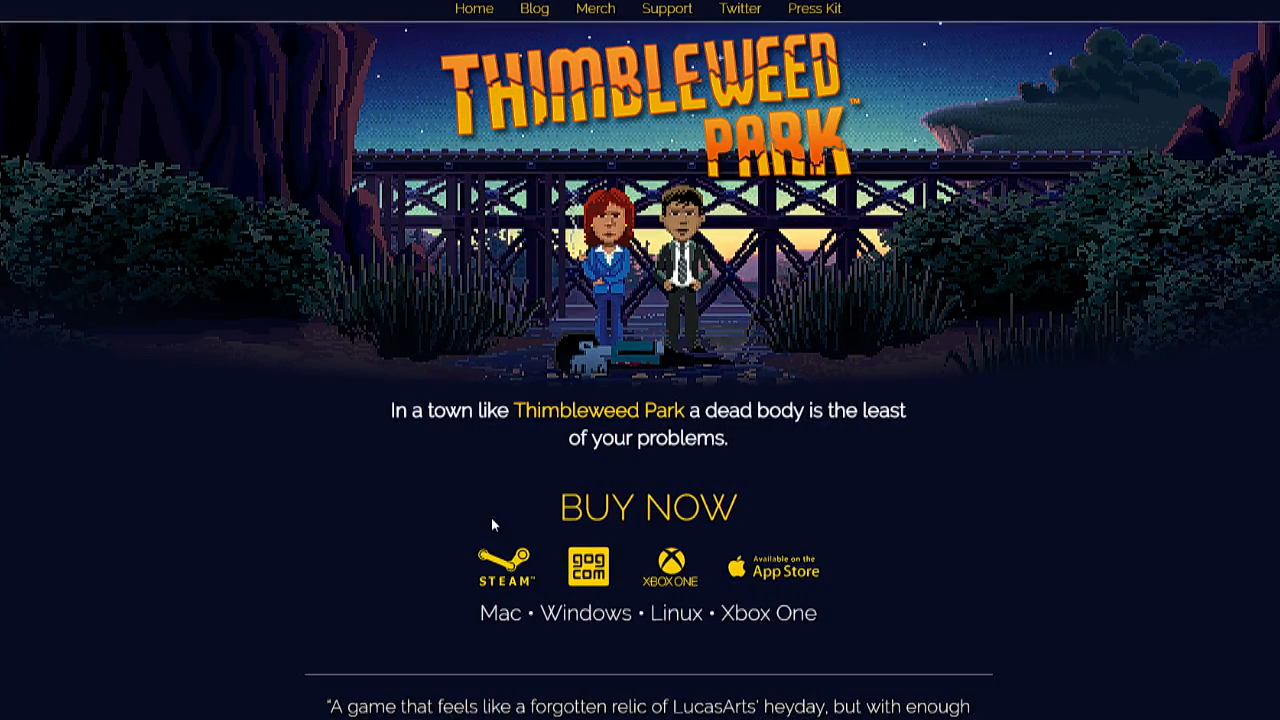 Home Blog Merch Support Twitter Press Kit
THIMBLEWEED
PARK™
In a town like Thimbleweed Park a dead body is the least
of your problems.
BUY NOW
STEAM™ gog com XBOX ONE Available on the App Store
Mac • Windows • Linux • Xbox One
“A game that feels like a forgotten relic of LucasArts' heyday, but with enough